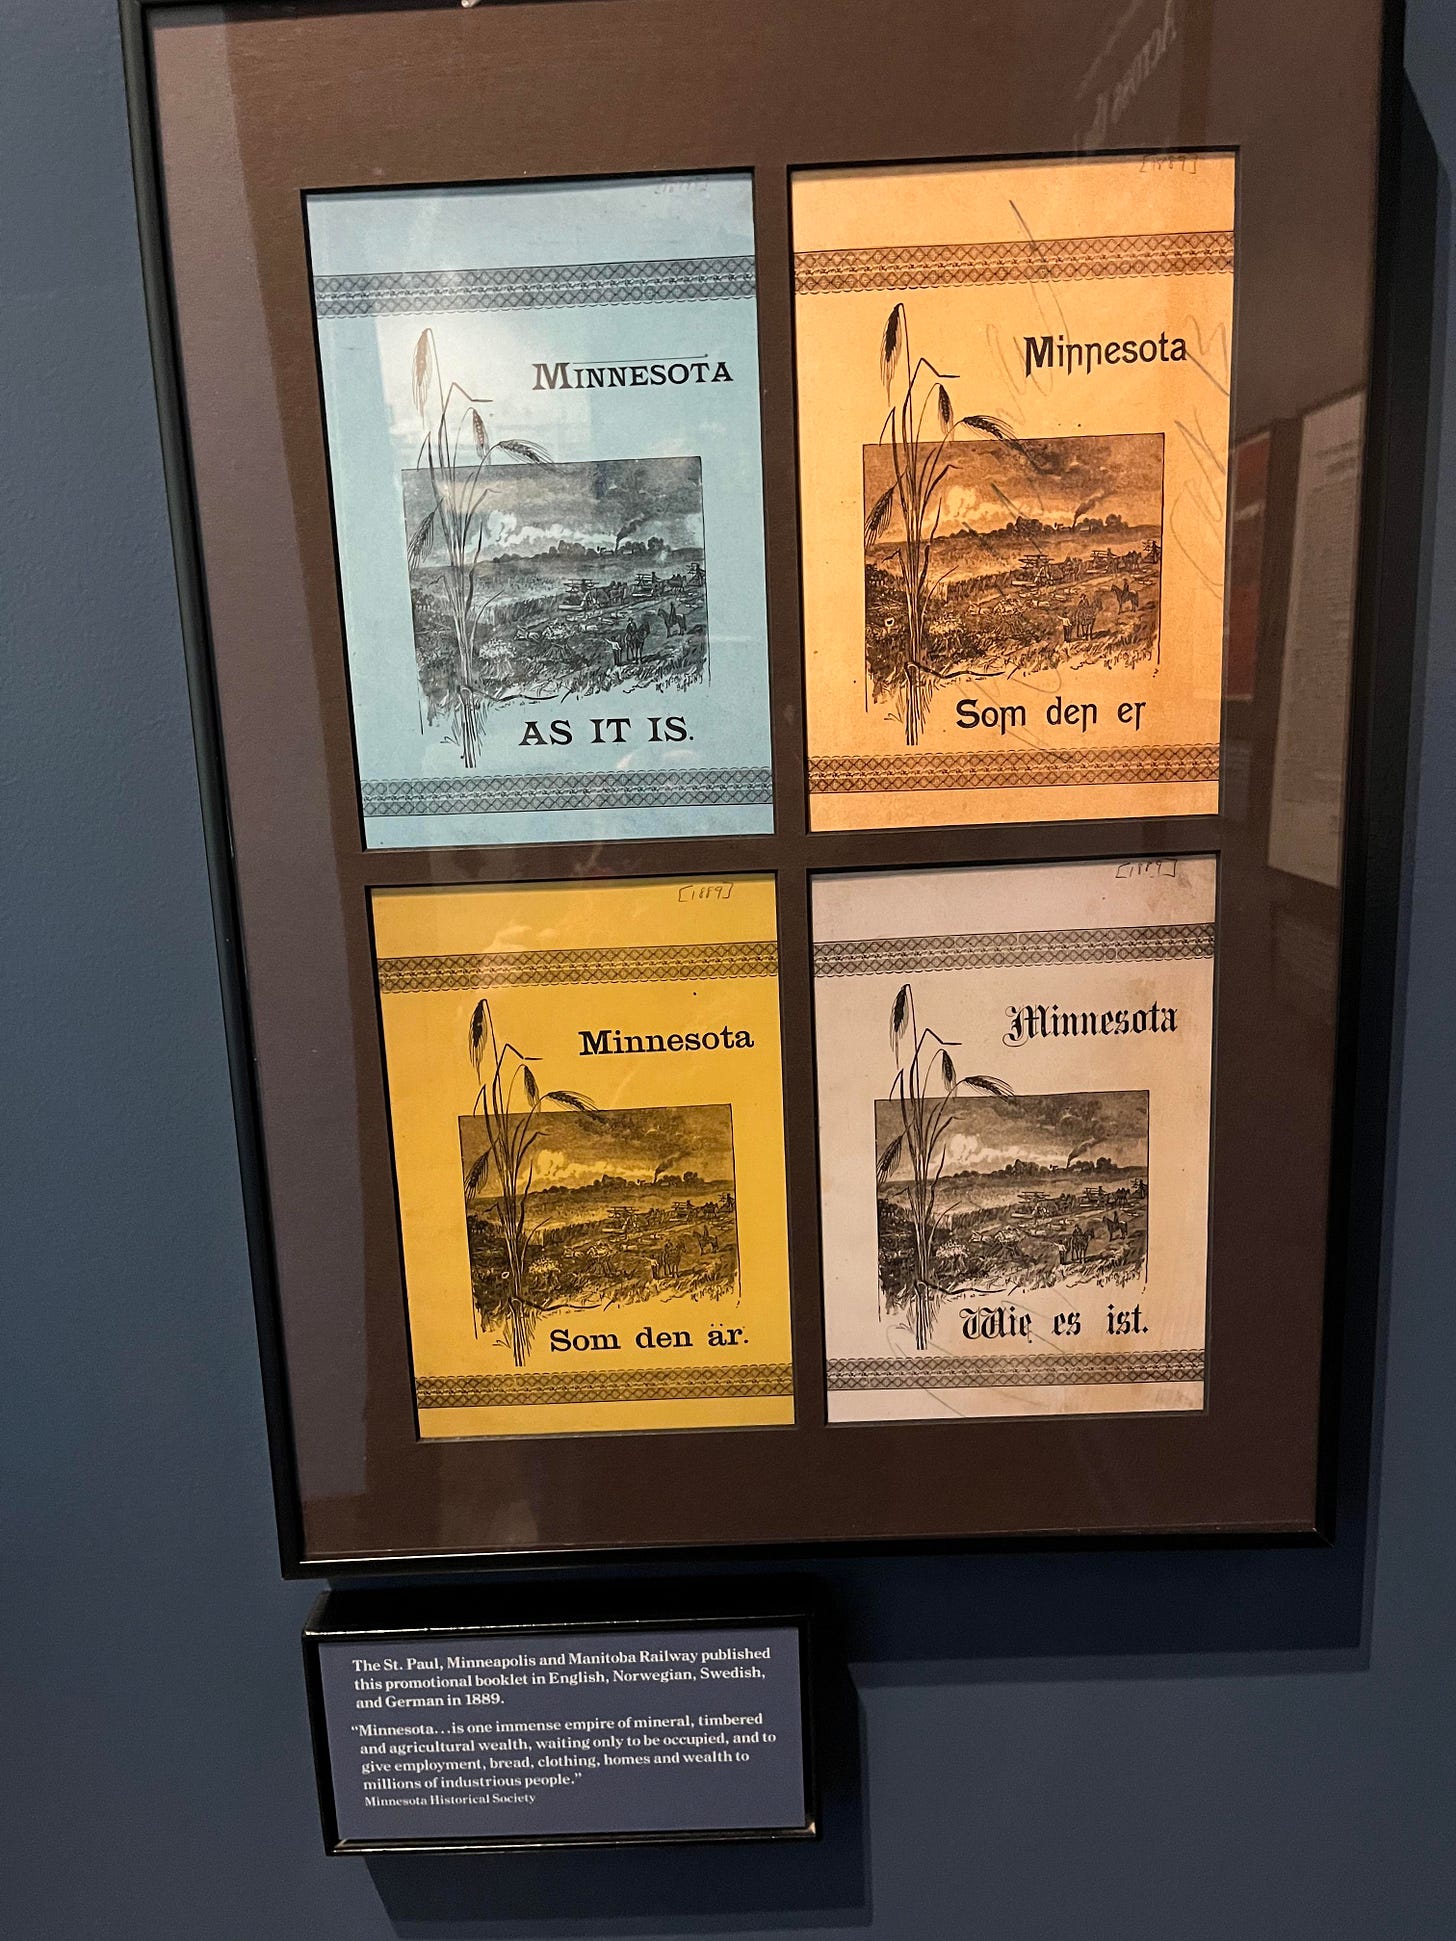 Minnesota
AS IT IS.
[1889]
Minnesota
Som den er
[1889]
Minnesota
Som den är.
[1889]
Minnesota
Wie es ist.
The St. Paul, Minneapolis and Manitoba Railway published
this promotional booklet in English, Norwegian, Swedish,
and German in 1889.
“Minnesota...is one immense empire of mineral, timbered
and agricultural wealth, waiting only to be occupied, and to
give employment, bread, clothing, homes and wealth to
millions of industrious people.”
Minnesota Historical Society